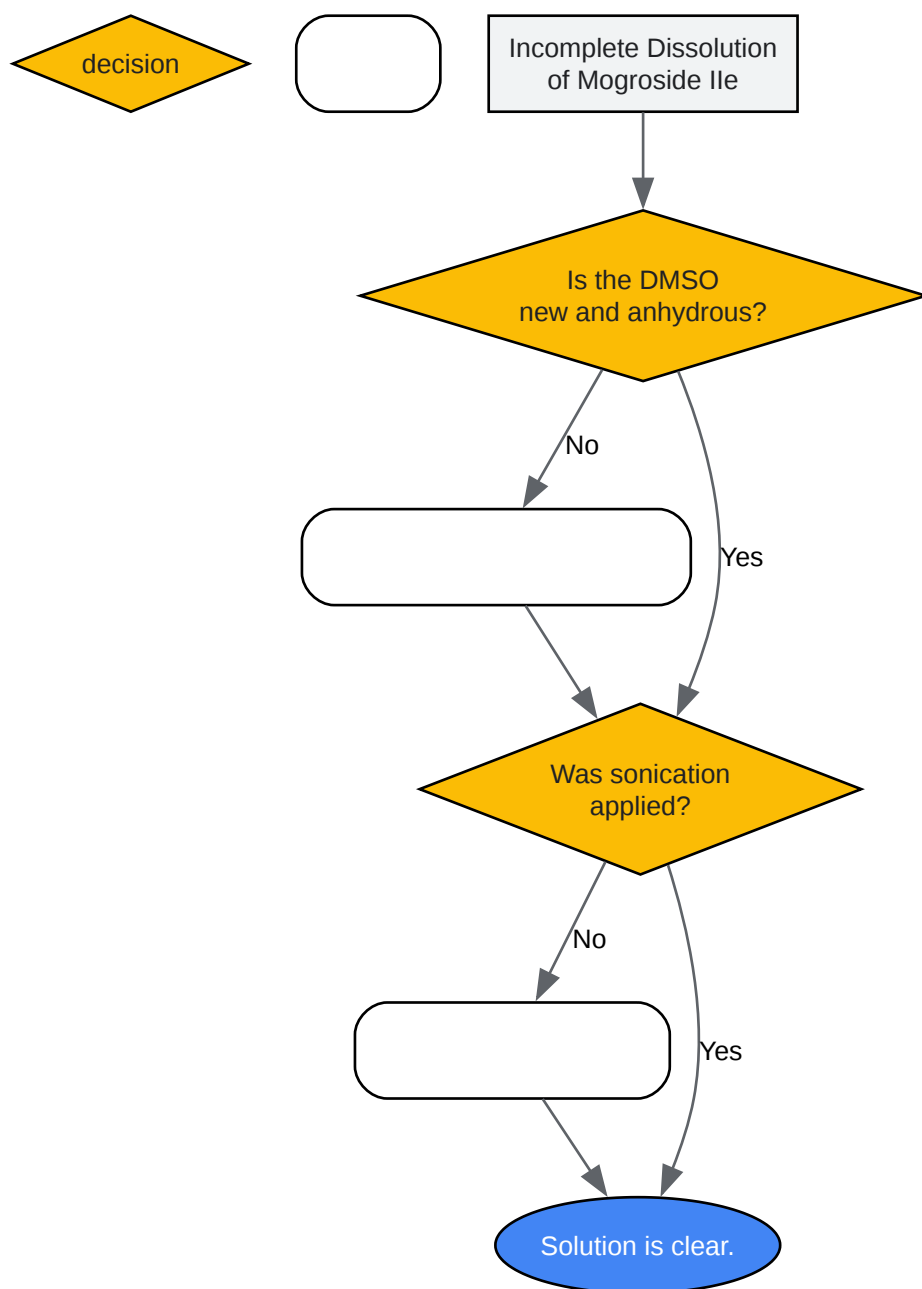 decision
Incomplete Dissolution
of Mogroside IIe
Is the DMSO
new and anhydrous?
No
Yes
Was sonication
applied?
No
Yes
Solution is clear.